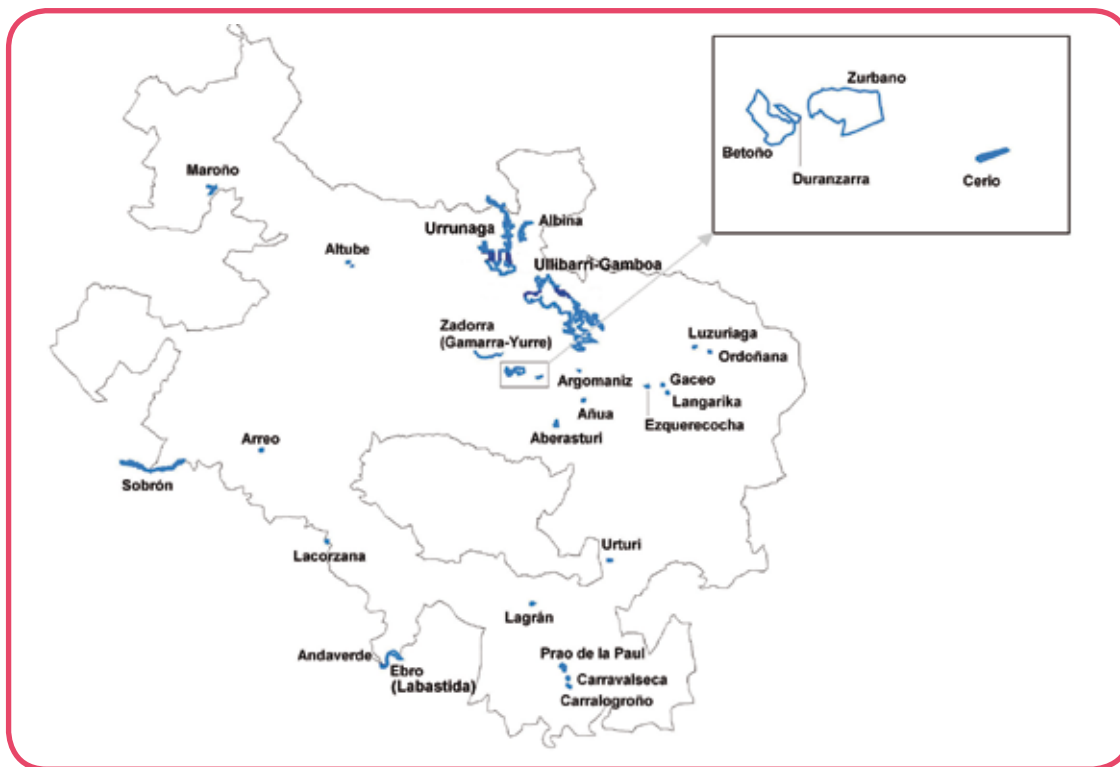 Zurbano
Betoño
Duranzarra
Cerio
Maroño
Urrunaga
Albina
Altube
Ullibarri-Gamboa
Zadorra
(Gamarra-Yurre)
Luzuriaga
Ordoñana
Argomaniz
Gaceo
Langarika
Añua
Ezquerecocha
Aberasturi
Arreo
Sobrón
Lacorzana
Urturi
Lagrán
Andaverde
Ebro
(Labastida)
Prao de la Paul
Carravalseca
Carralogroño